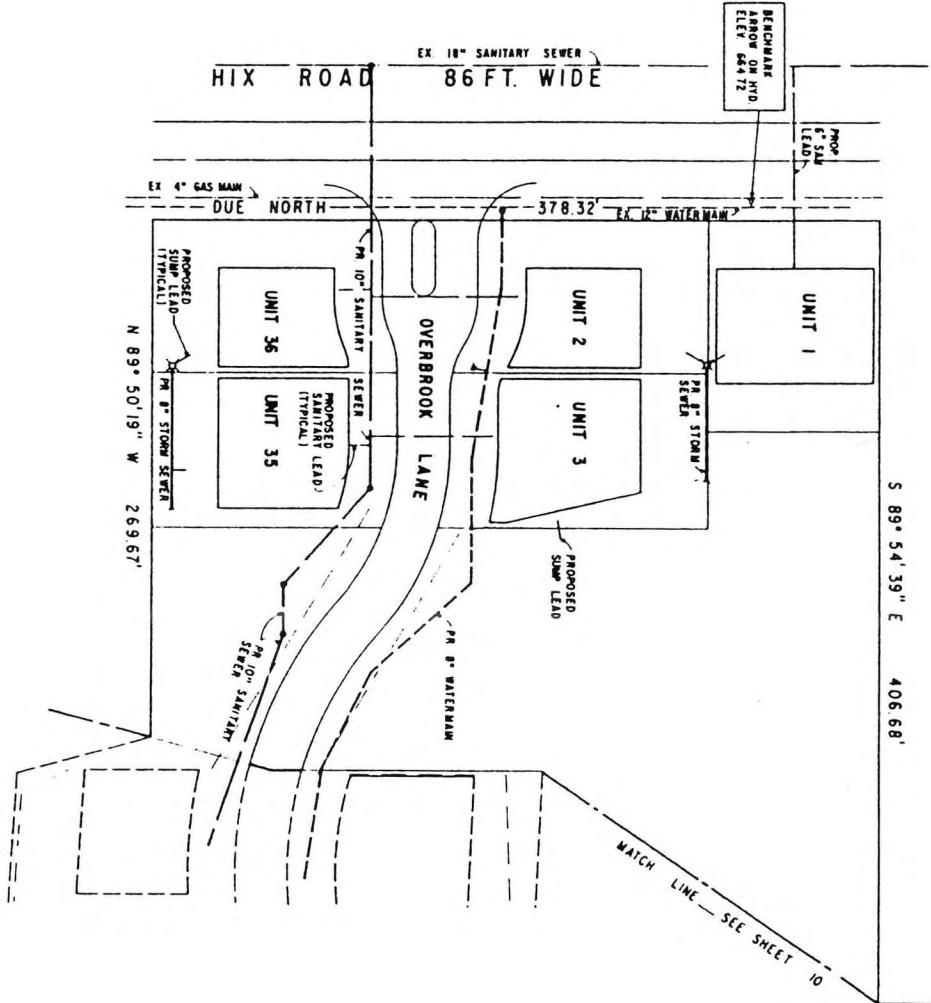 BENCHMARK
ARROW ON HYD.
ELEV. 664.72
EX. 18" SANITARY SEWER
HIX ROAD 86 FT. WIDE
PROP
6" SAN
LEAD
EX 4" GAS MAIN
DUE NORTH
378.32'
EX. 12" WATERMAIN
PROPOSED
SUMP LEAD
(TYPICAL)
UNIT 36
PR 10" SANITARY SEWER
OVERBROOK LANE
UNIT 2
UNIT 1
PR 8" STORM
SEWER
N 89° 50' 19" W 269.67'
PR 8" STORM SEWER
UNIT 35
PROPOSED
SANITARY LEAD
(TYPICAL)
UNIT 3
S 89° 54' 39" E 406.68'
PROPOSED
SUMP LEAD
PR 10" SANITARY
SEWER
PR 8" WATERMAIN
MATCH LINE — SEE SHEET 10